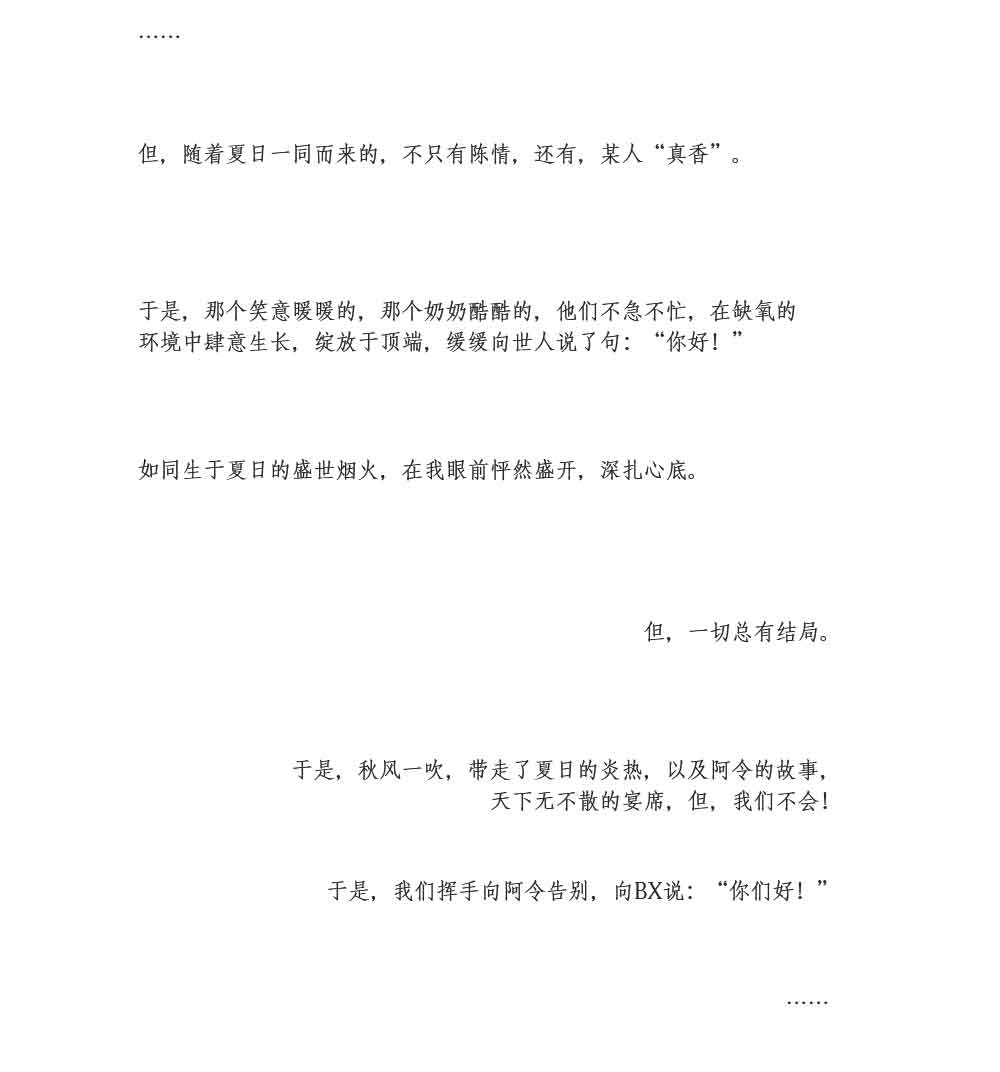 ……
但，随着夏日一同而来的，不只有陈情，还有，某人“真香”。
于是，那个笑意暖暖的，那个奶奶酷酷的，他们不急不忙，在缺氧的
环境中肆意生长，绽放于顶端，缓缓向世人说了句：“你好！”
如同生于夏日的盛世烟火，在我眼前怦然盛开，深扎心底。
但，一切总有结局。
于是，秋风一吹，带走了夏日的炎热，以及阿令的故事，
天下无不散的宴席，但，我们不会！
于是，我们挥手向阿令告别，向BX说：“你们好！”
……